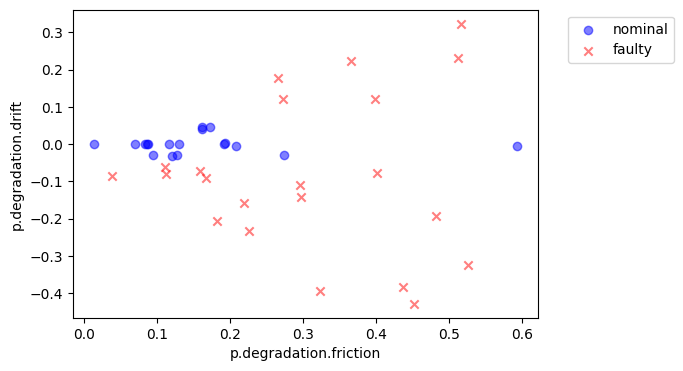 nominal
faulty
0.3
0.2
0.1
0.0
−0.1
−0.2
−0.3
−0.4
p.degradation.drift
0.0 0.1 0.2 0.3 0.4 0.5 0.6
p.degradation.friction